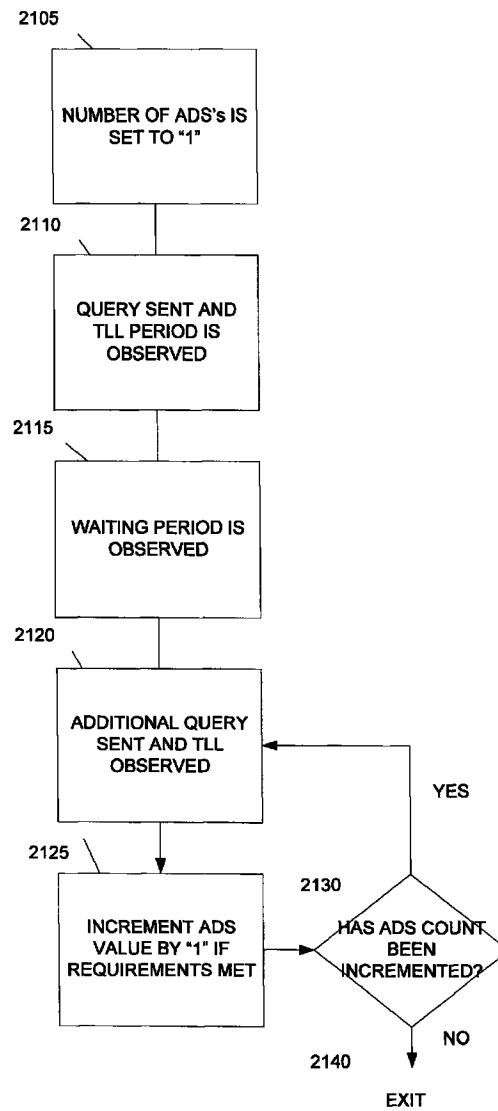 2105
NUMBER OF ADS's IS
SET TO "1"
2110
QUERY SENT AND
TLL PERIOD IS
OBSERVED
2115
WAITING PERIOD IS
OBSERVED
2120
ADDITIONAL QUERY
SENT AND TLL
OBSERVED
YES
2125
INCREMENT ADS
VALUE BY "1" IF
REQUIREMENTS MET
2130
HAS ADS COUNT
BEEN
INCREMENTED?
NO
2140
EXIT